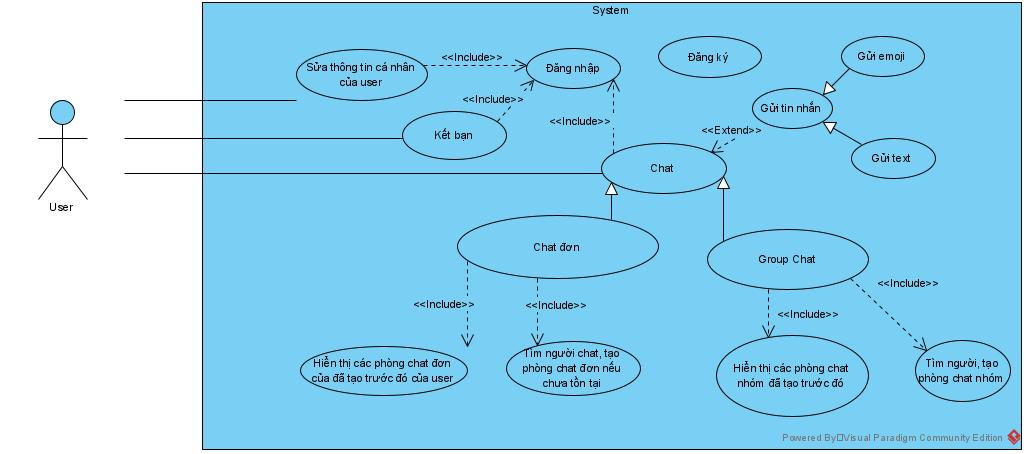 System
Sửa thông tin cá nhân
của user
<<Include>>
Đăng nhập
Đăng ký
Gửi emoji
<<Include>>
Gửi tin nhắn
Kết bạn
<<Include>>
<<Extend>>
Gửi text
Chat
User
Chat đơn
Group Chat
<<Include>>
<<Include>>
<<Include>>
<<Include>>
Hiển thị các phòng chat đơn
của đã tạo trước đó của user
Tìm người chat, tạo
phòng chat đơn nếu
chưa tồn tại
Hiển thị các phòng chat
nhóm đã tạo trước đó
Tìm người, tạo
phòng chat nhóm
Powered By Visual Paradigm Community Edition